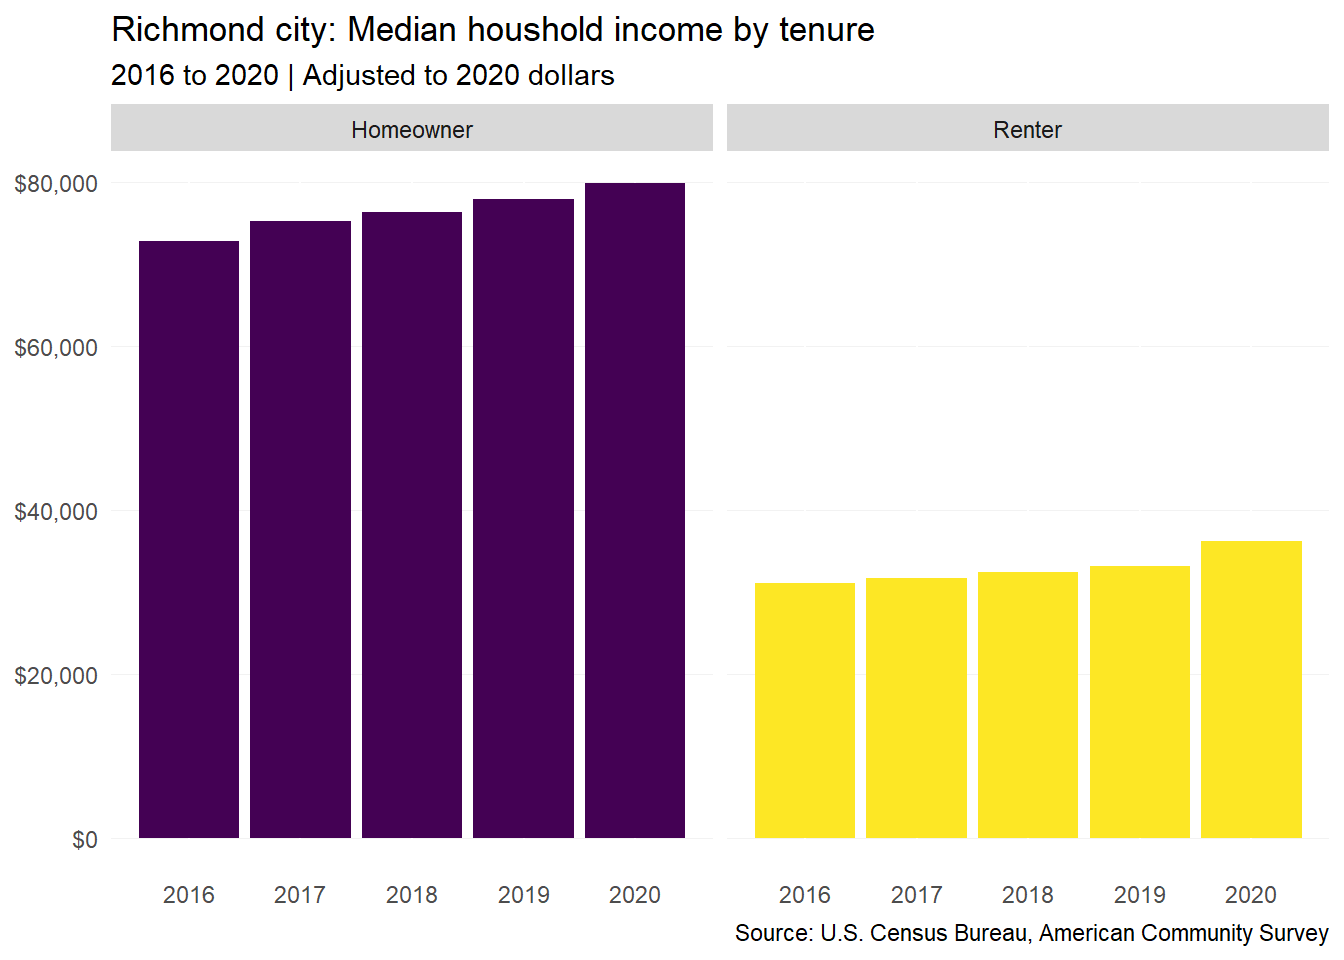 Richmond city: Median houshold income by tenure
2016 to 2020 | Adjusted to 2020 dollars
Homeowner
Renter
$80,000
$60,000
$40,000
$20,000
$0
2016 2017 2018 2019 2020
2016 2017 2018 2019 2020
Source: U.S. Census Bureau, American Community Survey